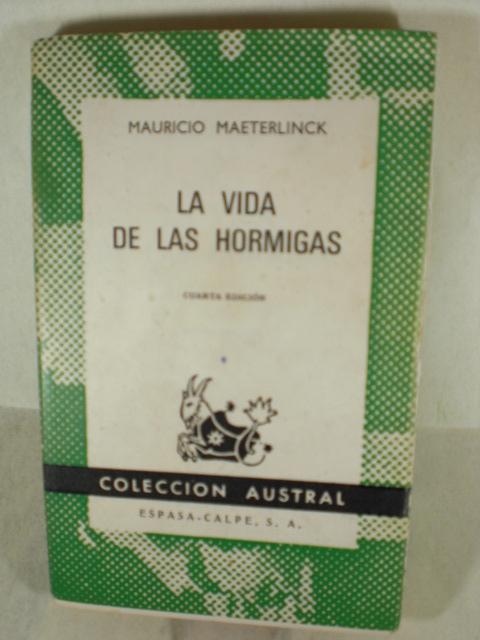 MAURICIO MAETERLINCK
LA VIDA
DE LAS HORMIGAS
CUARTA EDICIÓN
COLECCION AUSTRAL
ESPASA-CALPE, S. A.